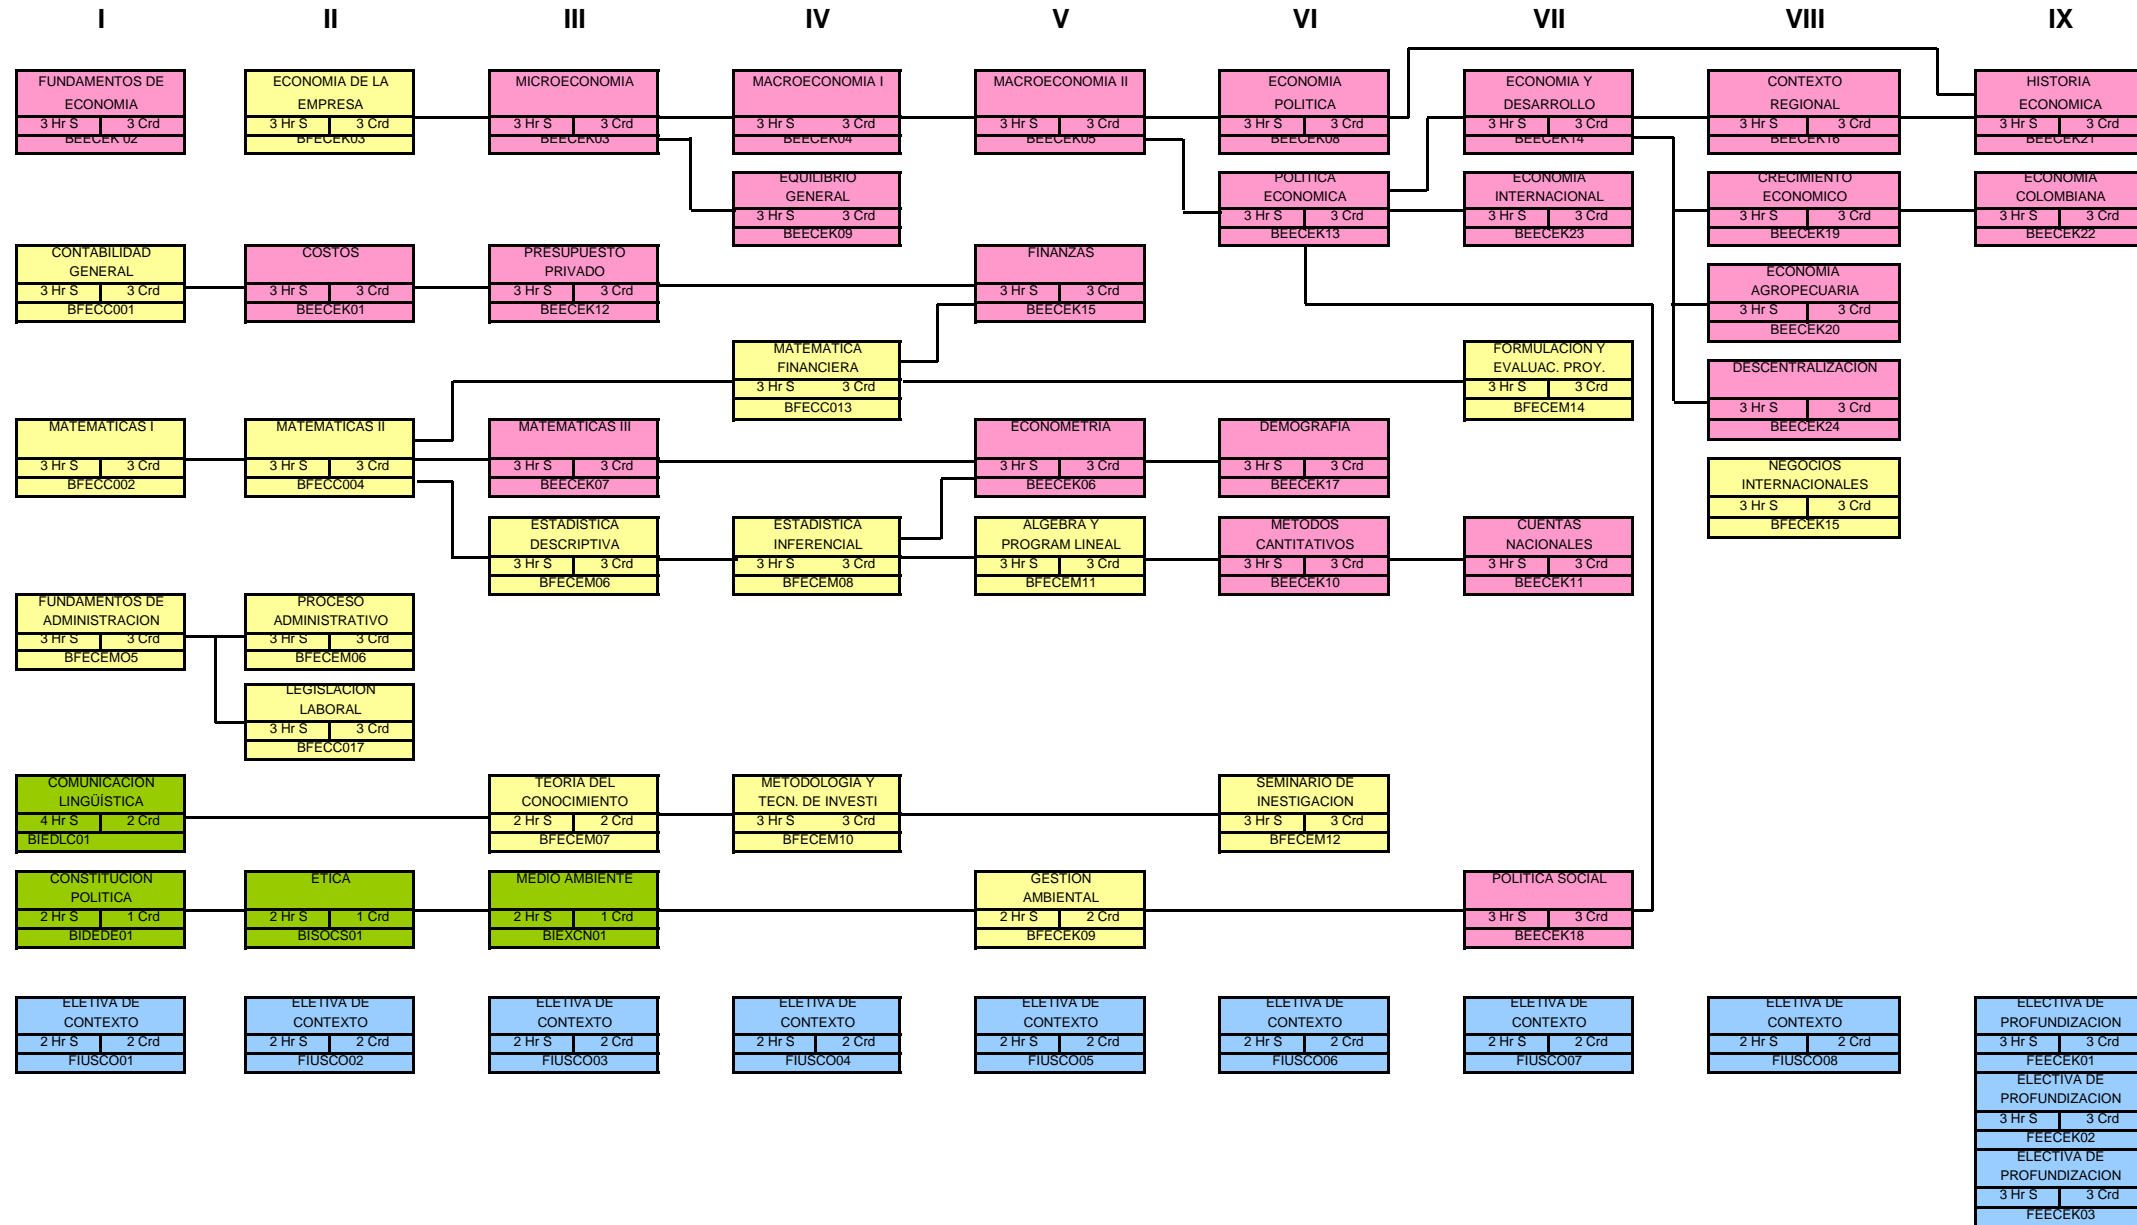 I II III IV V VI VII VIII IX
FUNDAMENTOS DE
ECONOMIA
3 Hr S 3 Crd
BEECEK 02
ECONOMIA DE LA
EMPRESA
3 Hr S 3 Crd
BFECEK03
MICROECONOMIA
3 Hr S 3 Crd
BEECEK03
MACROECONOMIA I
3 Hr S 3 Crd
BEECEK04
MACROECONOMIA II
3 Hr S 3 Crd
BEECEK05
ECONOMIA
POLITICA
3 Hr S 3 Crd
BEECEK08
ECONOMIA Y
DESARROLLO
3 Hr S 3 Crd
BEECEK14
CONTEXTO
REGIONAL
3 Hr S 3 Crd
BEECEK16
HISTORIA
ECONOMICA
3 Hr S 3 Crd
BEECEK21
EQUILIBRIO
GENERAL
3 Hr S 3 Crd
BEECEK09
POLITICA
ECONOMICA
3 Hr S 3 Crd
BEECEK13
ECONOMIA
INTERNACIONAL
3 Hr S 3 Crd
BEECEK23
CRECIMIENTO
ECONOMICO
3 Hr S 3 Crd
BEECEK19
ECONOMIA
COLOMBIANA
3 Hr S 3 Crd
BEECEK22
CONTABILIDAD
GENERAL
3 Hr S 3 Crd
BFECC001
COSTOS
3 Hr S 3 Crd
BEECEK01
PRESUPUESTO
PRIVADO
3 Hr S 3 Crd
BEECEK12
FINANZAS
3 Hr S 3 Crd
BEECEK15
ECONOMIA
AGROPECUARIA
3 Hr S 3 Crd
BEECEK20
MATEMATICA
FINANCIERA
3 Hr S 3 Crd
BFECC013
FORMULACION Y
EVALUAC. PROY.
3 Hr S 3 Crd
BFECEM14
DESCENTRALIZACION
3 Hr S 3 Crd
BEECEK24
MATEMATICAS I
3 Hr S 3 Crd
BFECC002
MATEMATICAS II
3 Hr S 3 Crd
BFECC004
MATEMATICAS III
3 Hr S 3 Crd
BEECEK07
ECONOMETRIA
3 Hr S 3 Crd
BEECEK06
DEMOGRAFIA
3 Hr S 3 Crd
BEECEK17
NEGOCIOS
INTERNACIONALES
3 Hr S 3 Crd
BFECEK15
ESTADISTICA
DESCRIPTIVA
3 Hr S 3 Crd
BFECEM06
ESTADISTICA
INFERENCIAL
3 Hr S 3 Crd
BFECEM08
ALGEBRA Y
PROGRAM LINEAL
3 Hr S 3 Crd
BFECEM11
METODOS
CANTITATIVOS
3 Hr S 3 Crd
BEECEK10
CUENTAS
NACIONALES
3 Hr S 3 Crd
BEECEK11
FUNDAMENTOS DE
ADMINISTRACION
3 Hr S 3 Crd
BFECEMO5
PROCESO
ADMINISTRATIVO
3 Hr S 3 Crd
BFECEM06
LEGISLACION
LABORAL
3 Hr S 3 Crd
BFECC017
COMUNICACION
LINGÜÍSTICA
4 Hr S 2 Crd
BIEDLC01
TEORIA DEL
CONOCIMIENTO
2 Hr S 2 Crd
BFECEM07
METODOLOGIA Y
TECN. DE INVESTI
3 Hr S 3 Crd
BFECEM10
SEMINARIO DE
INESTIGACION
3 Hr S 3 Crd
BFECEM12
CONSTITUCION
POLITICA
2 Hr S 1 Crd
BIDEDE01
ETICA
2 Hr S 1 Crd
BISOCS01
MEDIO AMBIENTE
2 Hr S 1 Crd
BIEXCN01
GESTION
AMBIENTAL
2 Hr S 2 Crd
BFECEK09
POLITICA SOCIAL
3 Hr S 3 Crd
BEECEK18
ELETIVA DE
CONTEXTO
2 Hr S 2 Crd
FIUSCO01
ELETIVA DE
CONTEXTO
2 Hr S 2 Crd
FIUSCO02
ELETIVA DE
CONTEXTO
2 Hr S 2 Crd
FIUSCO03
ELETIVA DE
CONTEXTO
2 Hr S 2 Crd
FIUSCO04
ELETIVA DE
CONTEXTO
2 Hr S 2 Crd
FIUSCO05
ELETIVA DE
CONTEXTO
2 Hr S 2 Crd
FIUSCO06
ELETIVA DE
CONTEXTO
2 Hr S 2 Crd
FIUSCO07
ELETIVA DE
CONTEXTO
2 Hr S 2 Crd
FIUSCO08
ELECTIVA DE
PROFUNDIZACION
3 Hr S 3 Crd
FEECEK01
ELECTIVA DE
PROFUNDIZACION
3 Hr S 3 Crd
FEECEK02
ELECTIVA DE
PROFUNDIZACION
3 Hr S 3 Crd
FEECEK03